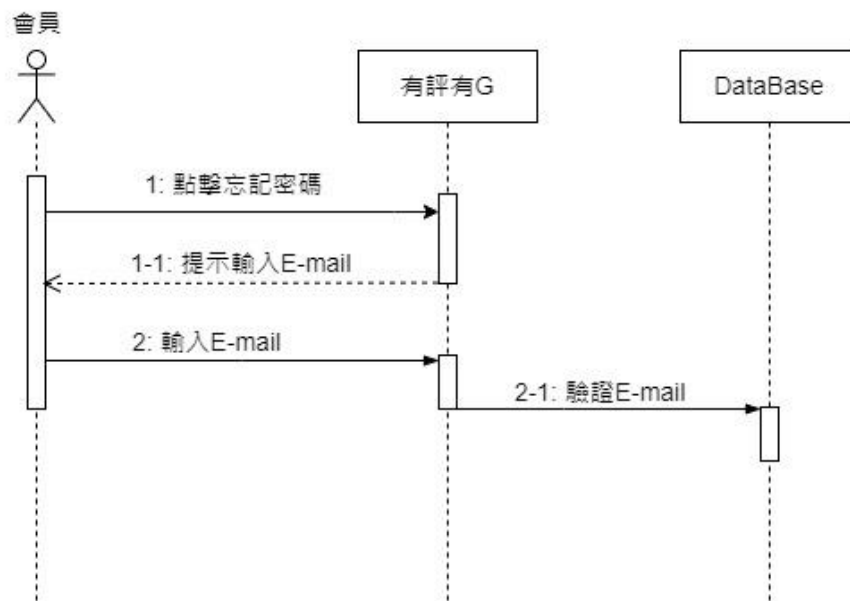 會員
有評有G
DataBase
1: 點擊忘記密碼
1-1: 提示輸入E-mail
2: 輸入E-mail
2-1: 驗證E-mail